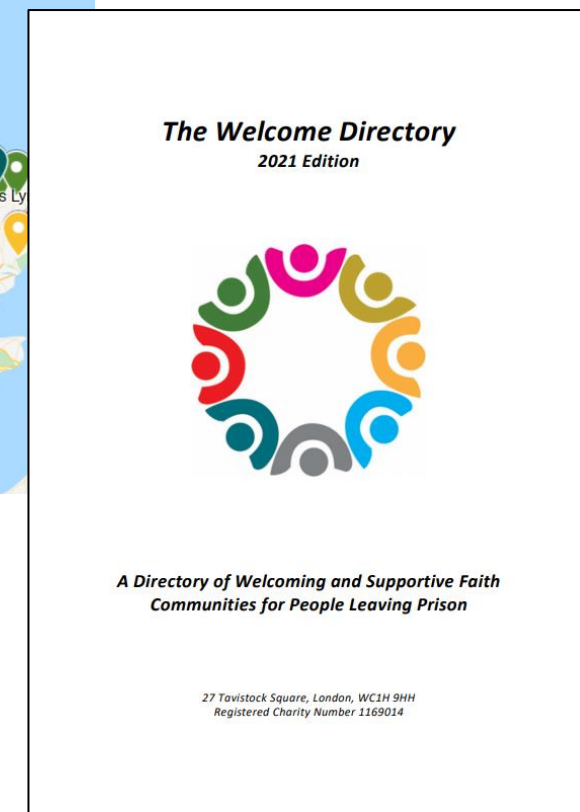 The Welcome Directory
2021 Edition
A Directory of Welcoming and Supportive Faith
Communities for People Leaving Prison
27 Tavistock Square, London, WC1H 9HH
Registered Charity Number 1169014